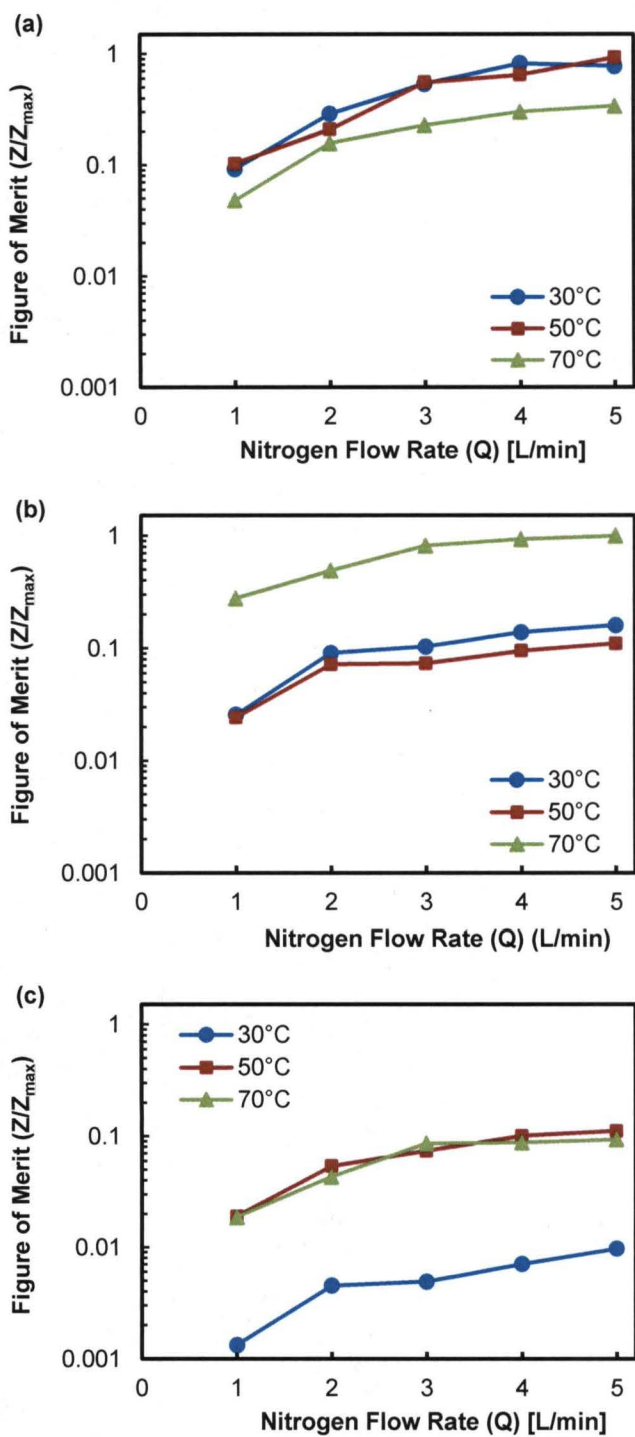 (a)
Figure of Merit (Z/Zmax)
1
0.1
0.01
0.001
30°C
50°C
70°C
0 1 2 3 4 5
Nitrogen Flow Rate (Q) [L/min]
(b)
Figure of Merit (Z/Zmax)
1
0.1
0.01
0.001
30°C
50°C
70°C
0 1 2 3 4 5
Nitrogen Flow Rate (Q) (L/min)
(c)
Figure of Merit (Z/Zmax)
1
0.1
0.01
0.001
30°C
50°C
70°C
0 1 2 3 4 5
Nitrogen Flow Rate (Q) [L/min]